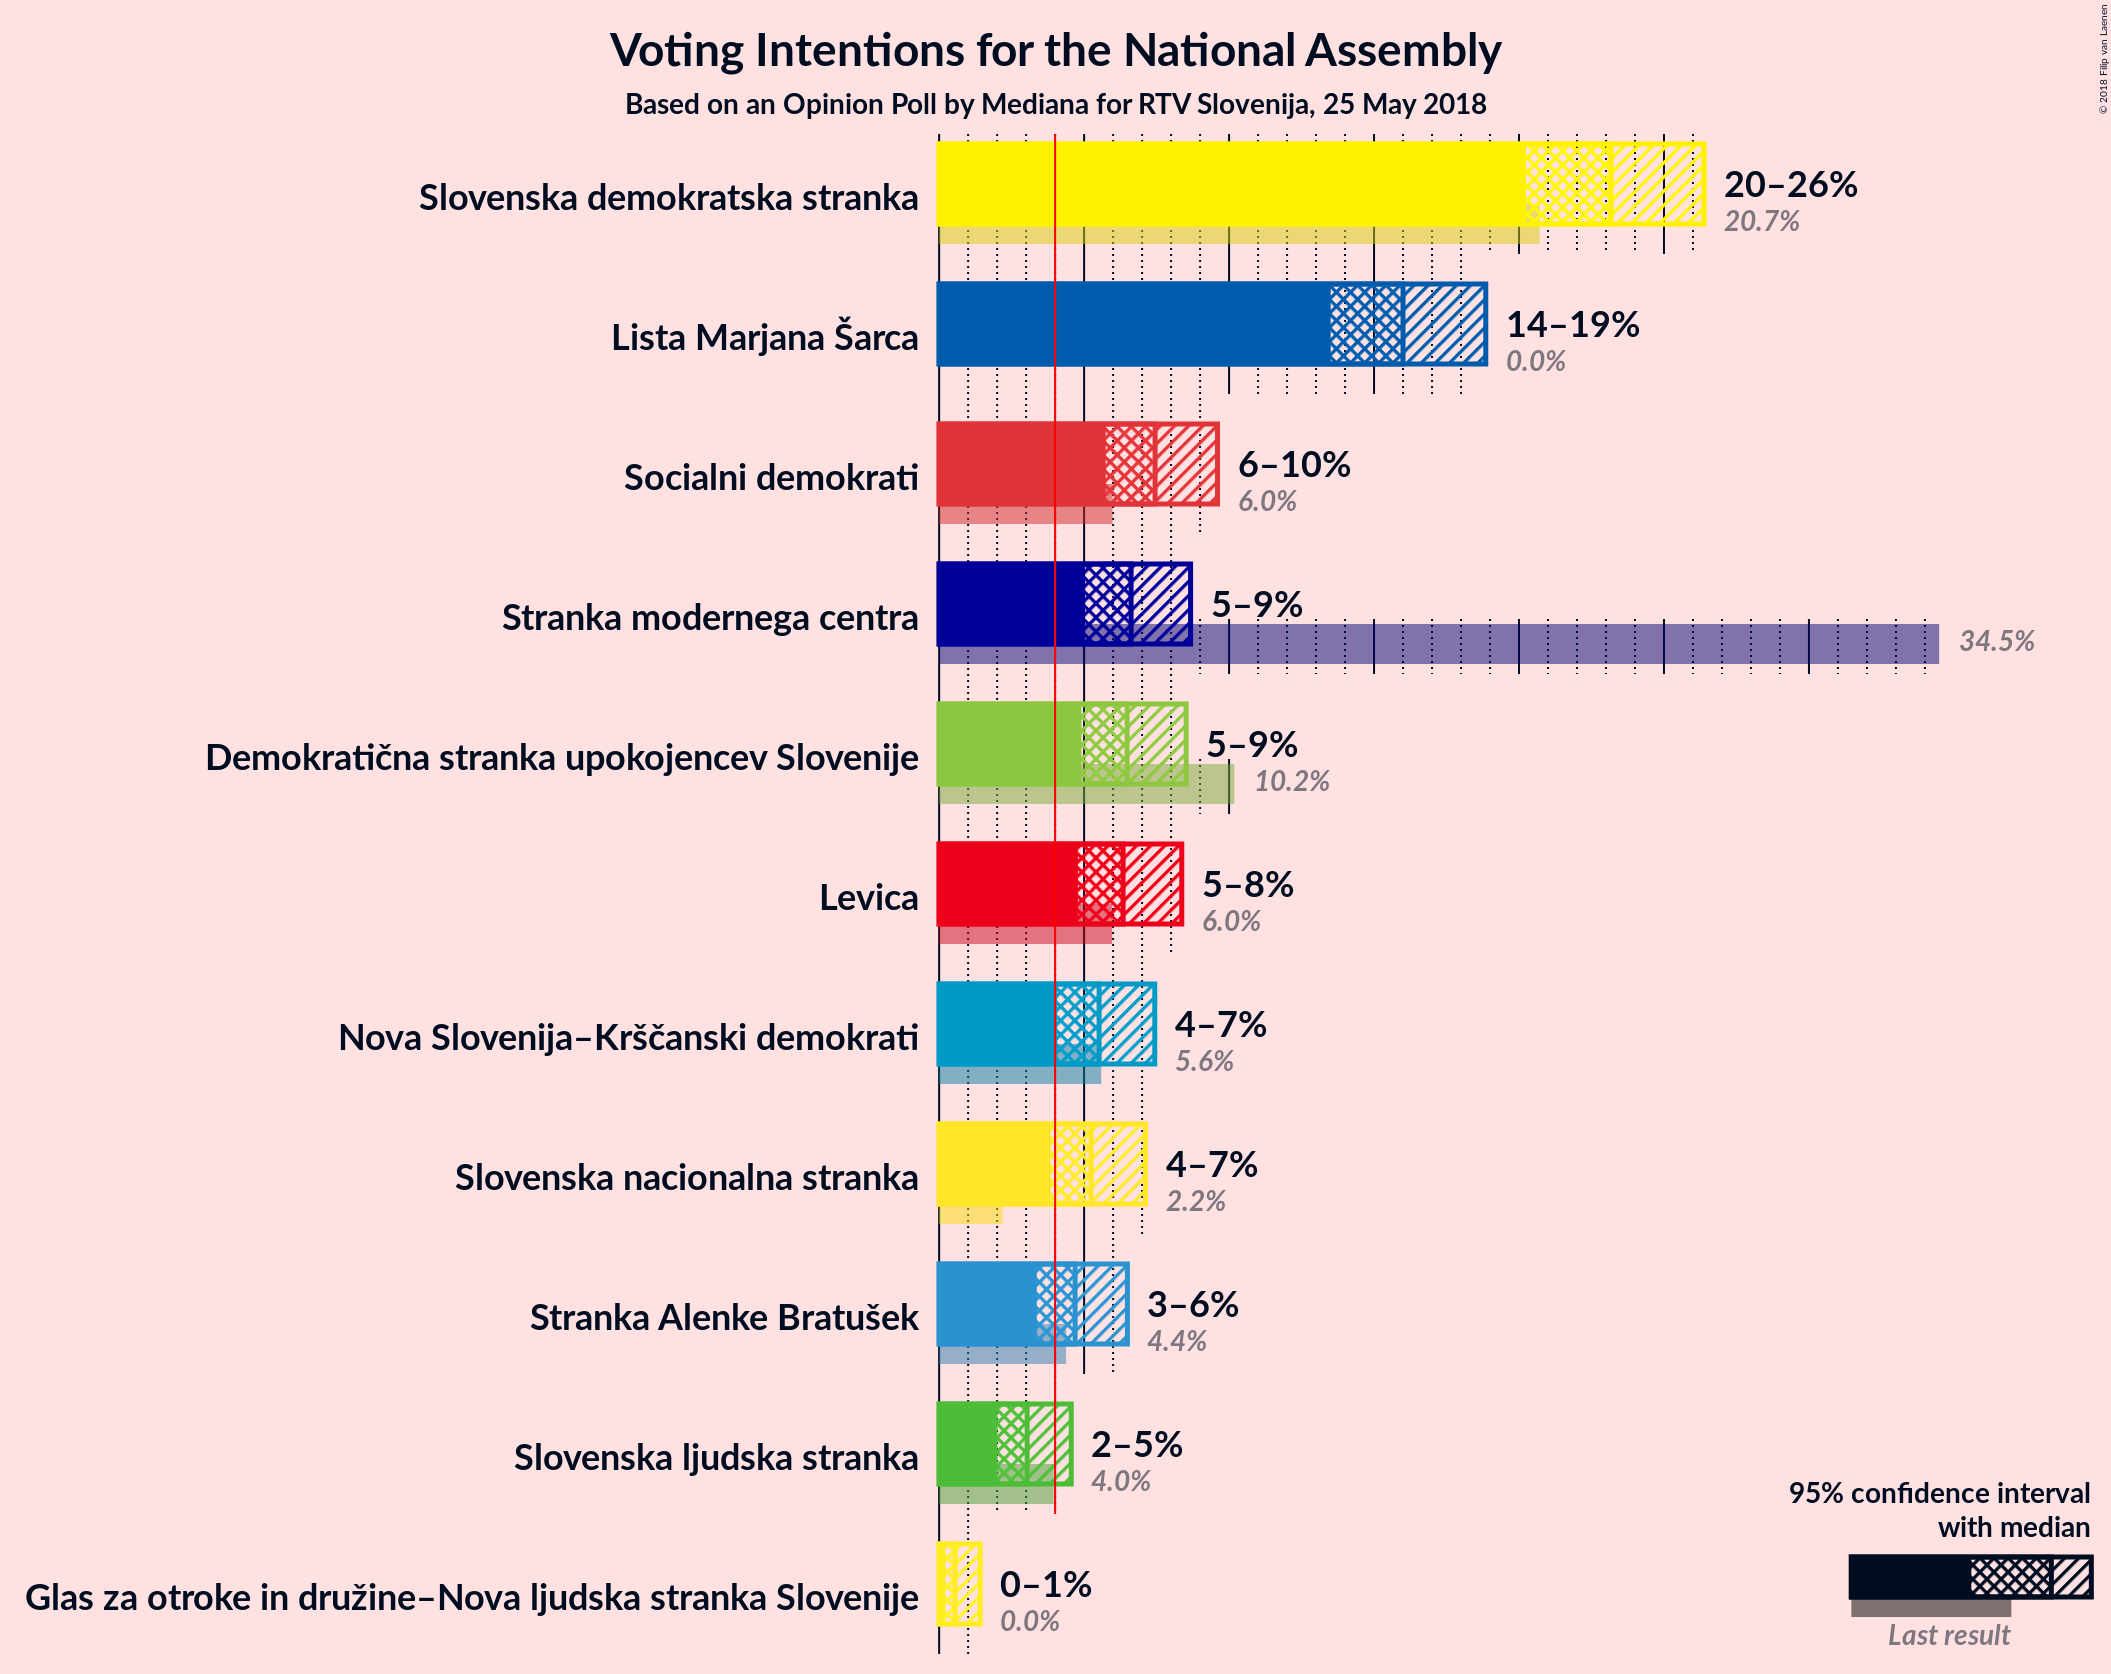 Voting Intentions for the National Assembly
Based on an Opinion Poll by Mediana for RTV Slovenija, 25 May 2018
© 2018 Filip van Laenen
Slovenska demokratska stranka
20–26%
20.7%
Lista Marjana Šarca
14–19%
0.0%
Socialni demokrati
6–10%
6.0%
Stranka modernega centra
5–9%
34.5%
Demokratična stranka upokojencev Slovenije
5–9%
10.2%
Levica
5–8%
6.0%
Nova Slovenija–Krščanski demokrati
4–7%
5.6%
Slovenska nacionalna stranka
4–7%
2.2%
Stranka Alenke Bratušek
3–6%
4.4%
Slovenska ljudska stranka
2–5%
4.0%
Glas za otroke in družine–Nova ljudska stranka Slovenije
0–1%
0.0%
95% confidence interval
with median
Last result